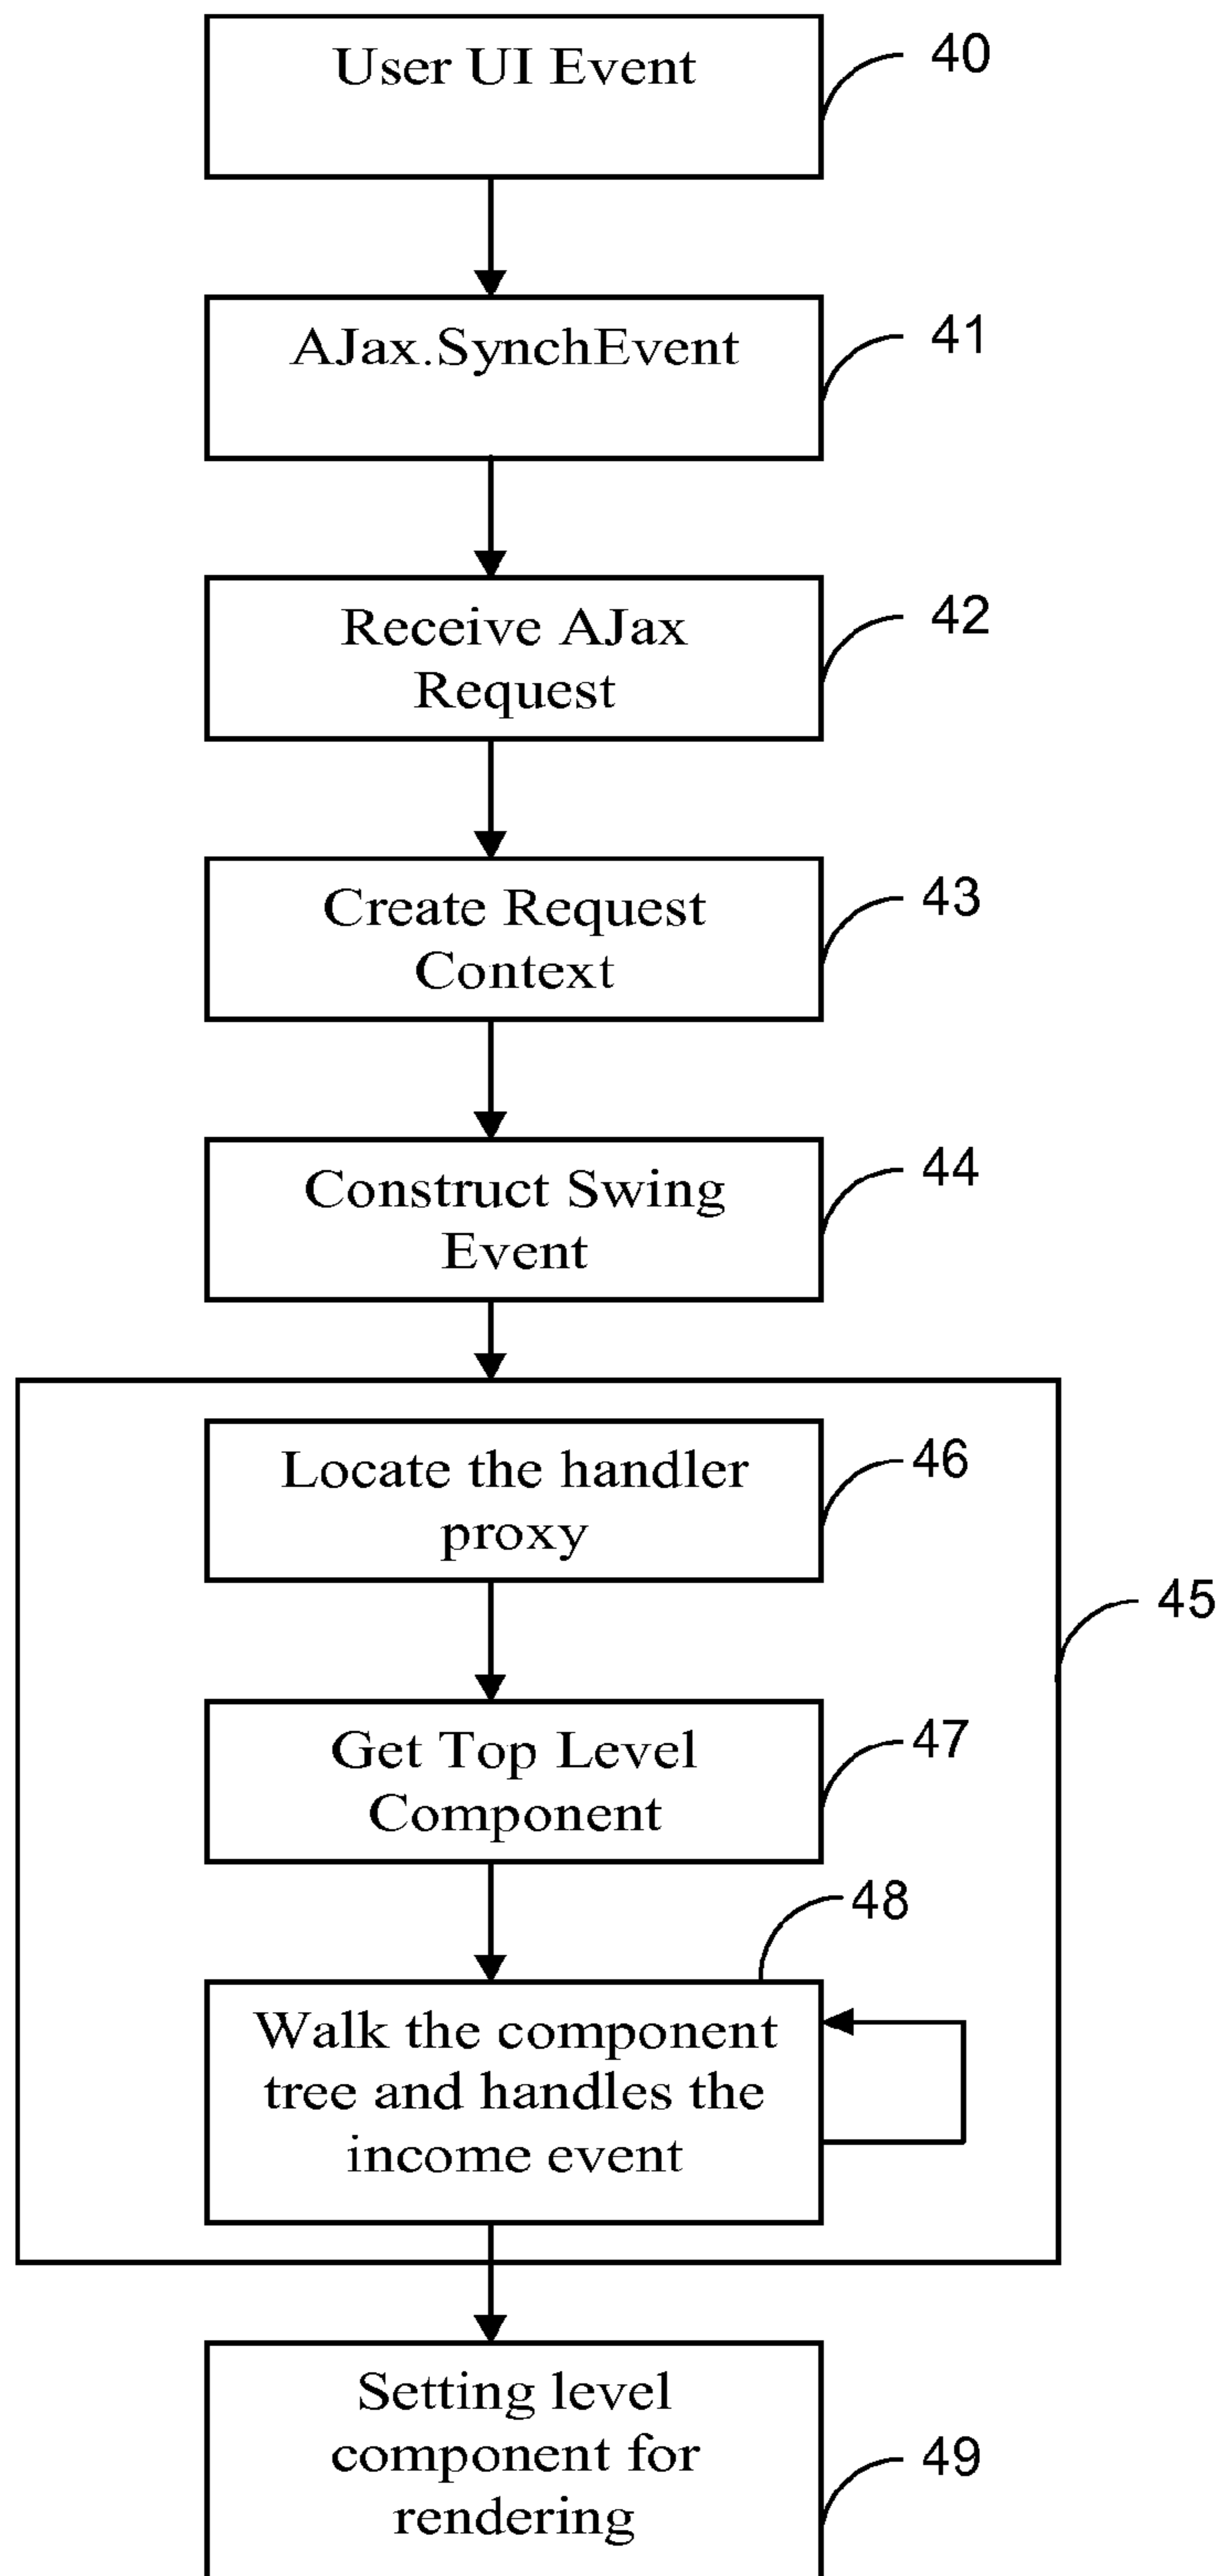 User UI Event
40
AJax.SynchEvent
41
Receive AJax
Request
42
Create Request
Context
43
Construct Swing
Event
44
Locate the handler
proxy
46
45
Get Top Level
Component
47
48
Walk the component
tree and handles the
income event
Setting level
component for
rendering
49